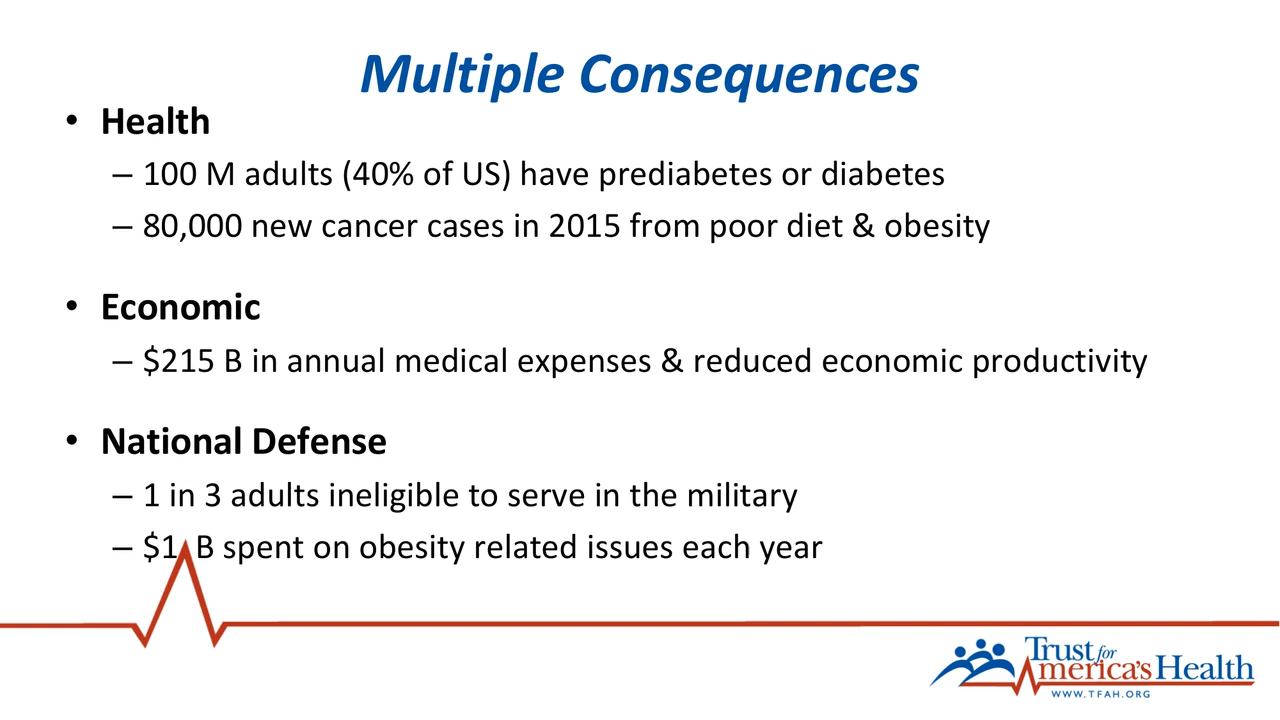 Multiple Consequences
• Health
– 100 M adults (40% of US) have prediabetes or diabetes
– 80,000 new cancer cases in 2015 from poor diet & obesity
• Economic
– $215 B in annual medical expenses & reduced economic productivity
• National Defense
– 1 in 3 adults ineligible to serve in the military
– B spent on obesity related issues each year
Trust for
America's Health
WWW.TFAH.ORG